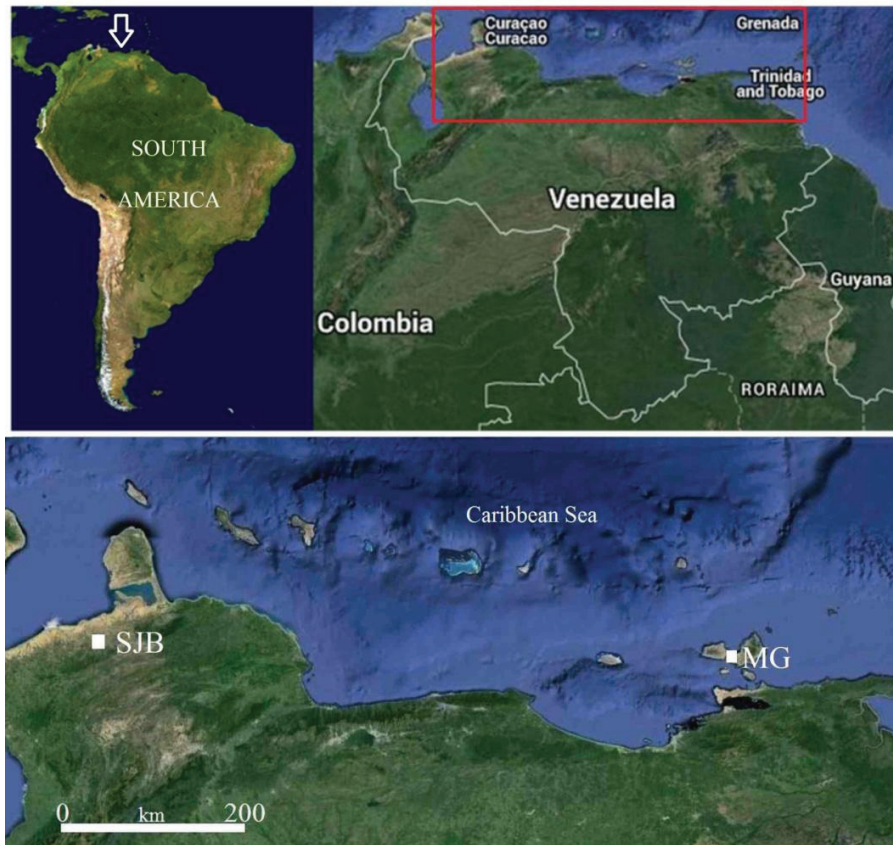 SOUTH
AMERICA
Curaçao
Curacao
Grenada
Trinidad
and Tobago
Venezuela
Guyana
Colombia
RORAIMA
Caribbean Sea
SJB
MG
0 km 200